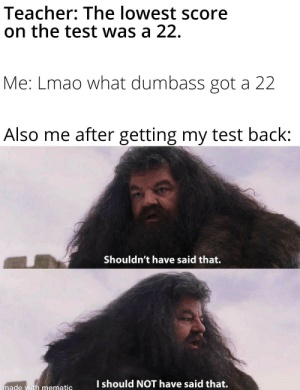 Teacher: The lowest score
on the test was a 22.
Me: Lmao what dumbass got a 22
Also me after getting my test back:
Shouldn't have said that.
I should NOT have said that.
made with mematic